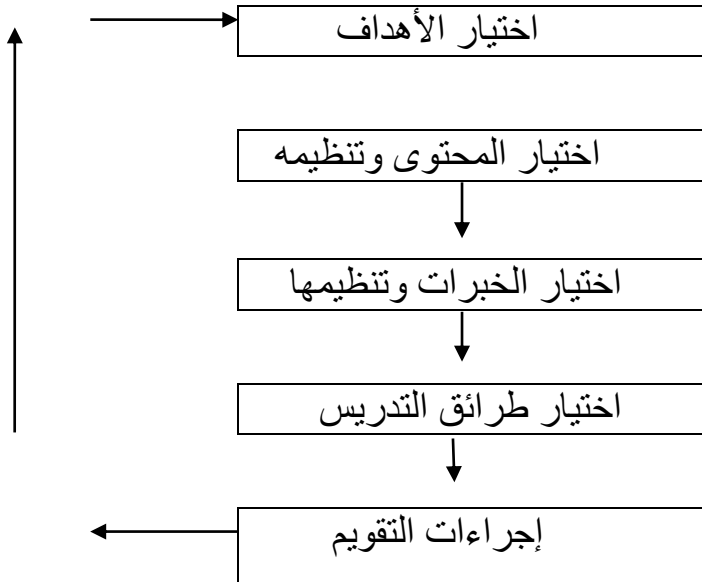 اختيار الأهداف
اختيار المحتوى وتنظيمه
اختيار الخبرات وتنظيمها
اختيار طرائق التدريس
إجراءات التقويم